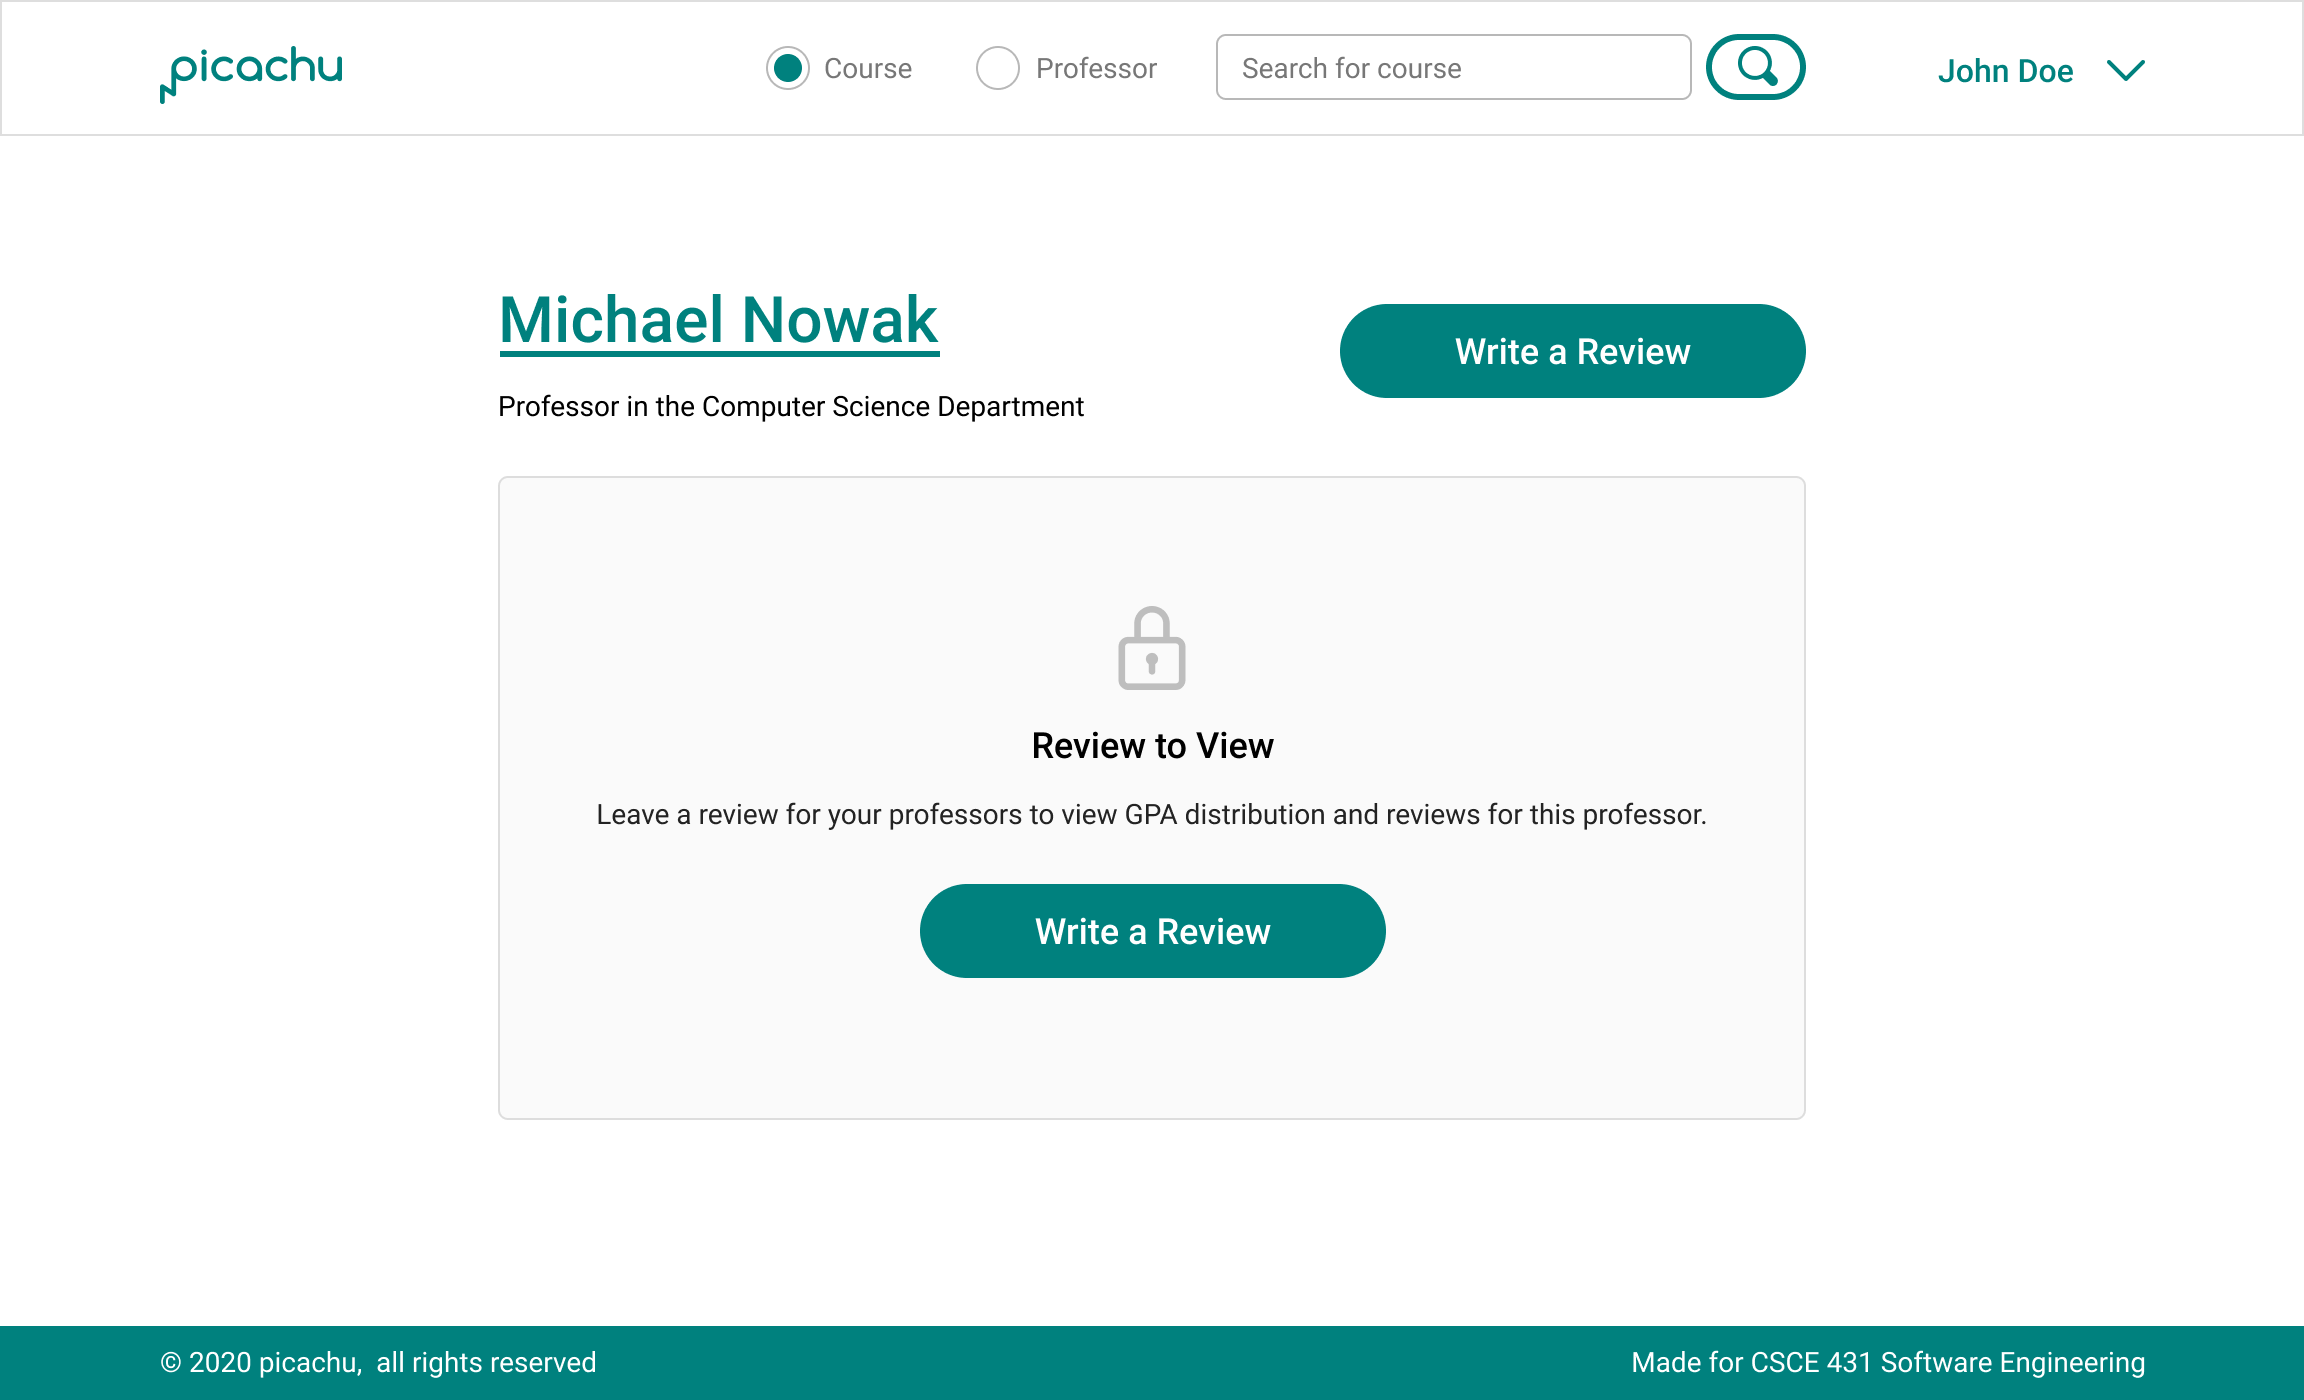 picachu
Course
Professor
Search for course
John Doe
Michael Nowak
Write a Review
Professor in the Computer Science Department
Review to View
Leave a review for your professors to view GPA distribution and reviews for this professor.
Write a Review
© 2020 picachu, all rights reserved
Made for CSCE 431 Software Engineering